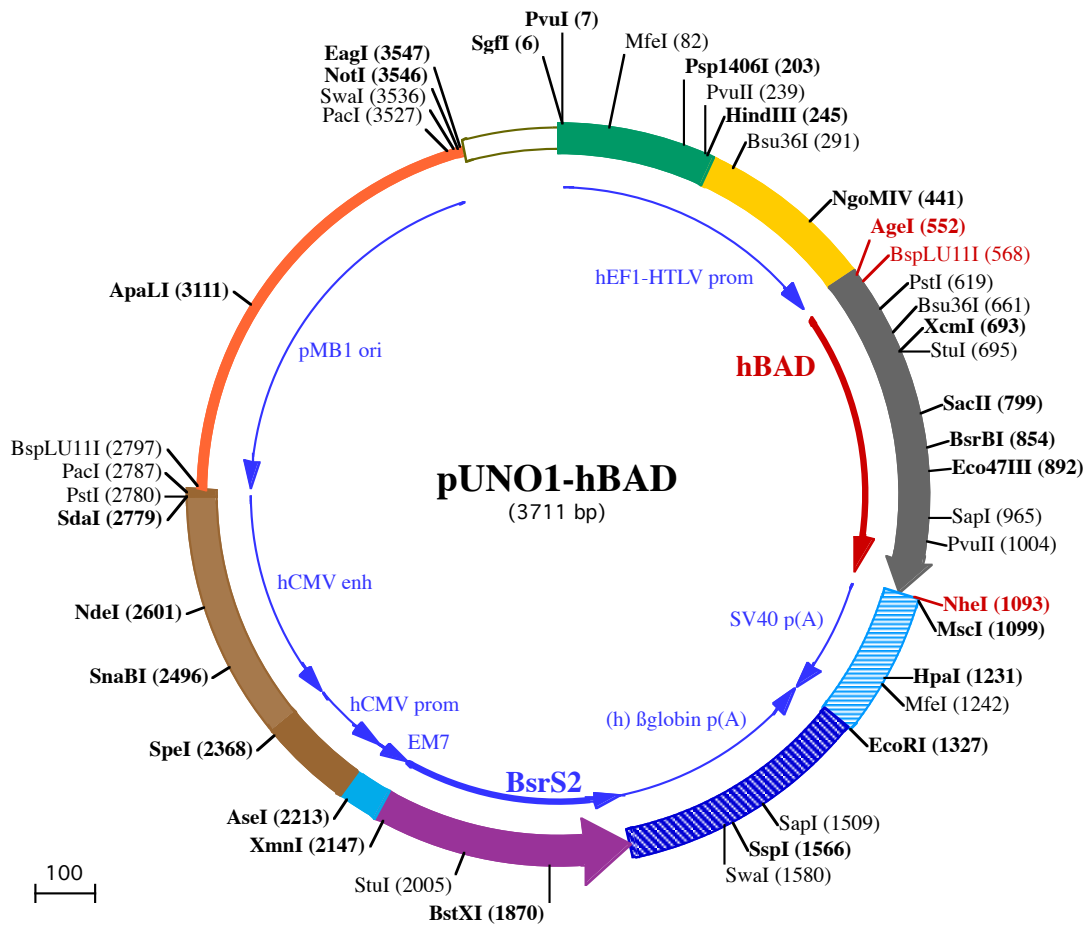 PvuI (7)
SgfI (6)
MfeI (82)
EagI (3547)
NotI (3546)
SwaI (3536)
PacI (3527)
Psp1406I (203)
PvuII (239)
HindIII (245)
Bsu36I (291)
NgoMIV (441)
AgeI (552)
BspLU11I (568)
PstI (619)
Bsu36I (661)
XcmI (693)
StuI (695)
SacII (799)
BsrBI (854)
Eco47III (892)
SapI (965)
PvuII (1004)
NheI (1093)
MscI (1099)
HpaI (1231)
MfeI (1242)
EcoRI (1327)
SapI (1509)
SspI (1566)
SwaI (1580)
BstXI (1870)
StuI (2005)
XmnI (2147)
AseI (2213)
SpeI (2368)
SnaBI (2496)
NdeI (2601)
SdaI (2779)
PstI (2780)
PacI (2787)
BspLU11I (2797)
ApaLI (3111)
hEF1-HTLV prom
hBAD
pMB1 ori
pUNO1-hBAD
(3711 bp)
hCMV enh
SV40 p(A)
hCMV prom
(h) ßglobin p(A)
EM7
BsrS2
100